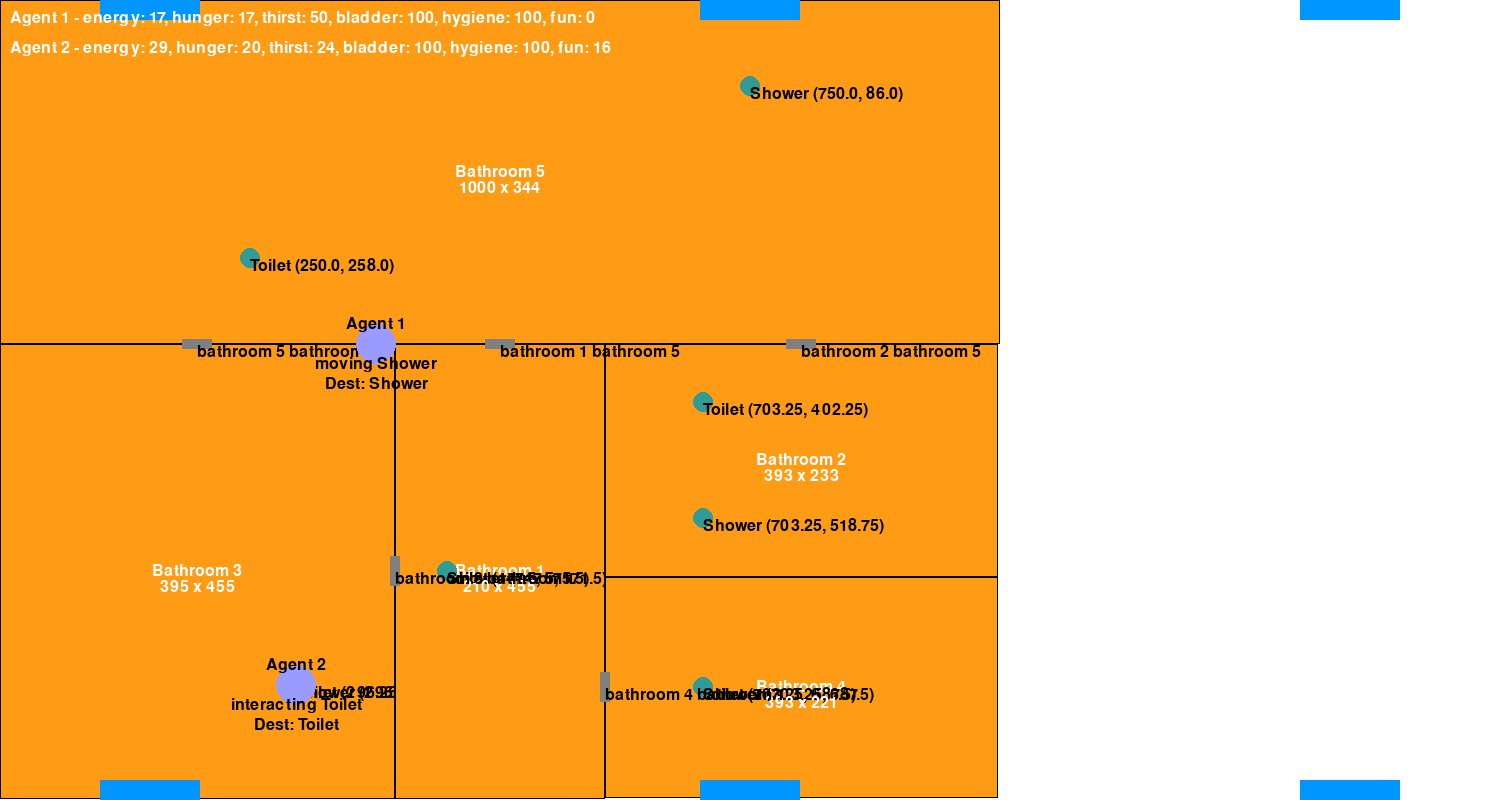 Agent 1 - energy: 17, hunger: 17, thirst: 50, bladder: 100, hygiene: 100, fun: 0
Agent 2 - energy: 29, hunger: 20, thirst: 24, bladder: 100, hygiene: 100, fun: 16
Shower (750.0, 86.0)
Bathroom 5
1000 x 344
Toilet (250.0, 258.0)
Agent 1
bathroom 5
bathroom 1 bathroom 5
bathroom 2 bathroom 5
moving Shower
Dest: Shower
Toilet (703.25, 402.25)
Bathroom 2
393 x 233
Shower (703.25, 518.75)
Bathroom 3
395 x 455
Bathroom 1
210 x 455
Agent 2
interacting Toilet
Dest: Toilet
bathroom 4
Bathroom 4
393 x 221